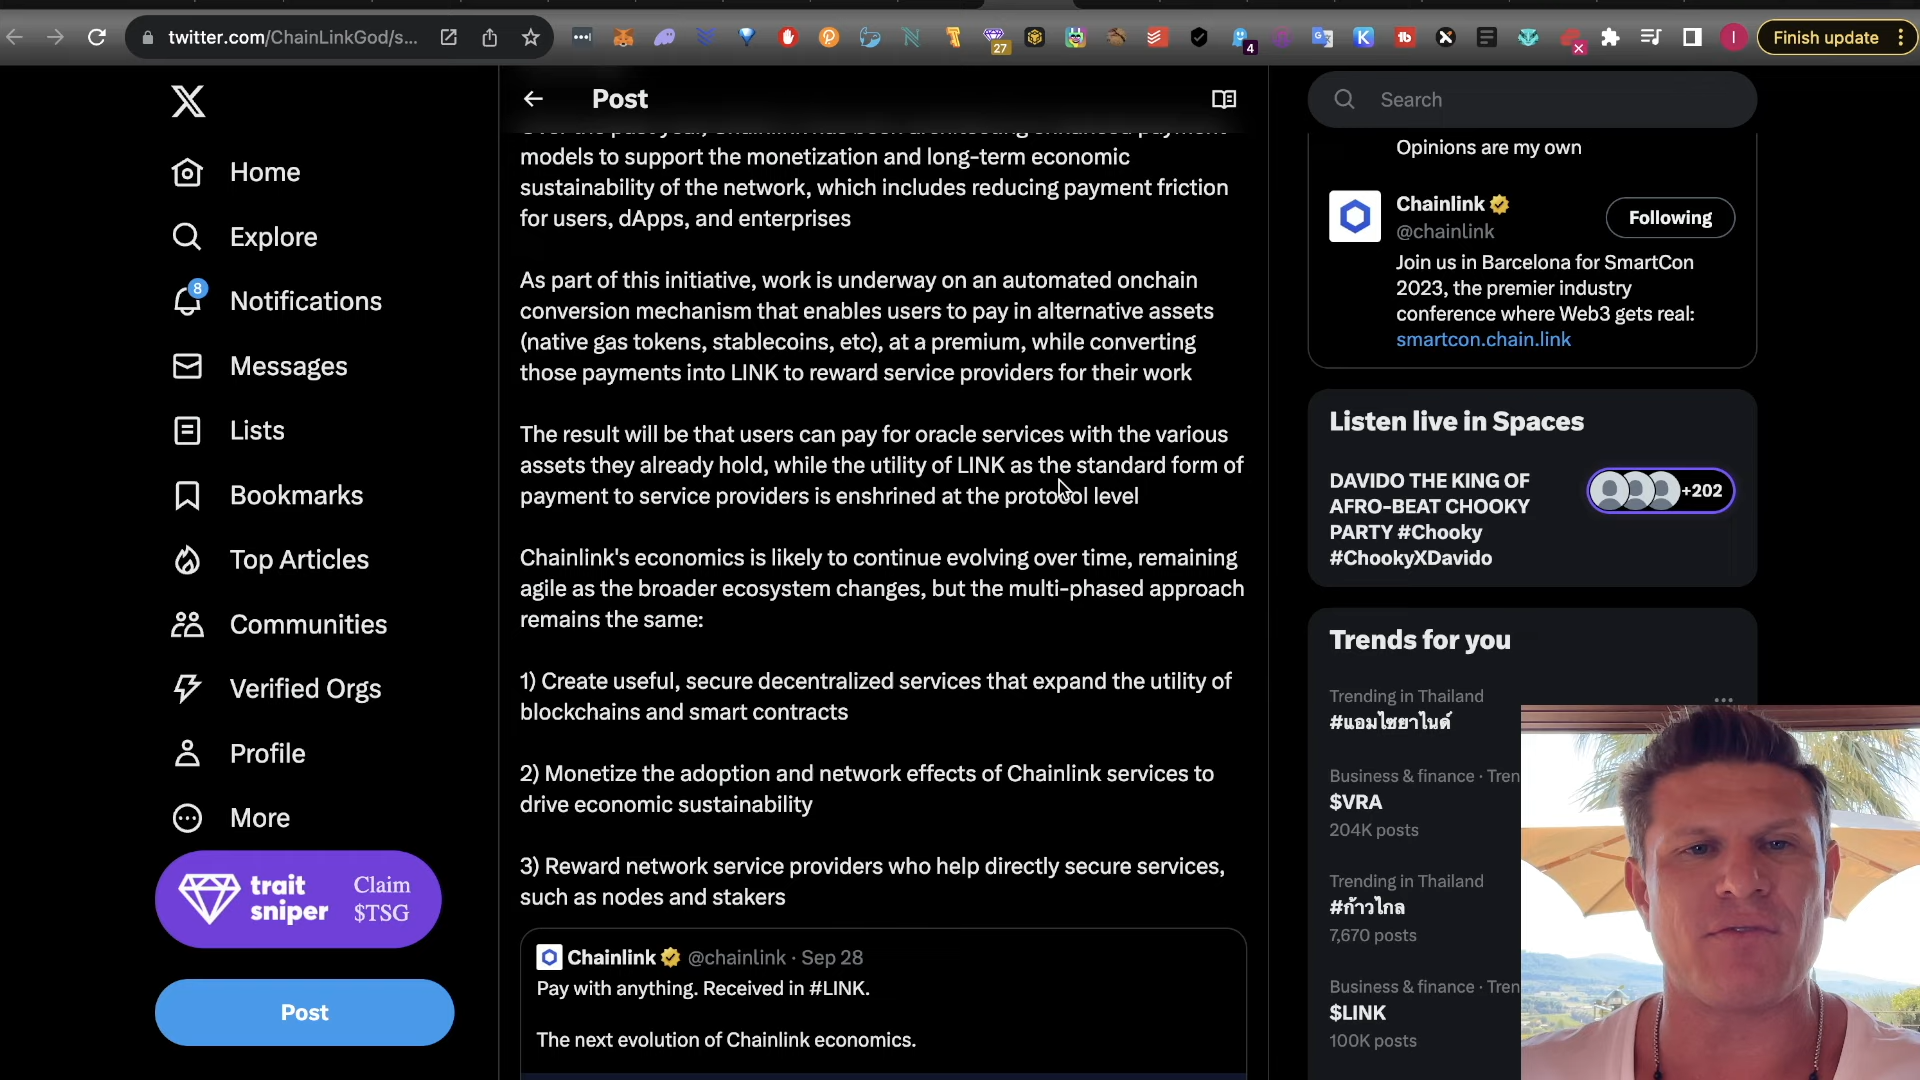 twitter.com/ChainLinkGod/s...
27
4
Finish update
Home
Explore
8
Notifications
Messages
Lists
Bookmarks
Top Articles
Communities
Verified Orgs
Profile
More
trait sniper
Claim $TSG
Post
Post
Over the past year, Chainlink has been architecting enhanced payment
models to support the monetization and long-term economic
sustainability of the network, which includes reducing payment friction
for users, dApps, and enterprises
As part of this initiative, work is underway on an automated onchain
conversion mechanism that enables users to pay in alternative assets
(native gas tokens, stablecoins, etc), at a premium, while converting
those payments into LINK to reward service providers for their work
The result will be that users can pay for oracle services with the various
assets they already hold, while the utility of LINK as the standard form of
payment to service providers is enshrined at the protocol level
Chainlink's economics is likely to continue evolving over time, remaining
agile as the broader ecosystem changes, but the multi-phased approach
remains the same:
1) Create useful, secure decentralized services that expand the utility of
blockchains and smart contracts
2) Monetize the adoption and network effects of Chainlink services to
drive economic sustainability
3) Reward network service providers who help directly secure services,
such as nodes and stakers
Chainlink @chainlink · Sep 28
Pay with anything. Received in #LINK.
The next evolution of Chainlink economics.
Search
Opinions are my own
Chainlink
@chainlink
Following
Join us in Barcelona for SmartCon
2023, the premier industry
conference where Web3 gets real:
smartcon.chain.link
Listen live in Spaces
DAVIDO THE KING OF
AFRO-BEAT CHOOKY
PARTY #Chooky
#ChookyXDavido
+202
Trends for you
Trending in Thailand
#แอมไซยาไนด์
Business & finance · Tren
$VRA
204K posts
Trending in Thailand
#ก้าวไกล
7,670 posts
Business & finance · Tren
$LINK
100K posts